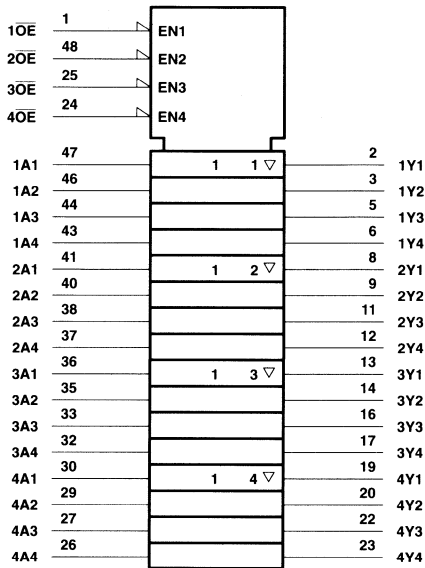 1O̅E̅ 1 EN1
2O̅E̅ 48 EN2
3O̅E̅ 25 EN3
4O̅E̅ 24 EN4
1A1 47 1 1 ▽ 2 1Y1
1A2 46 3 1Y2
1A3 44 5 1Y3
1A4 43 6 1Y4
2A1 41 1 2 ▽ 8 2Y1
2A2 40 9 2Y2
2A3 38 11 2Y3
2A4 37 12 2Y4
3A1 36 1 3 ▽ 13 3Y1
3A2 35 14 3Y2
3A3 33 16 3Y3
3A4 32 17 3Y4
4A1 30 1 4 ▽ 19 4Y1
4A2 29 20 4Y2
4A3 27 22 4Y3
4A4 26 23 4Y4